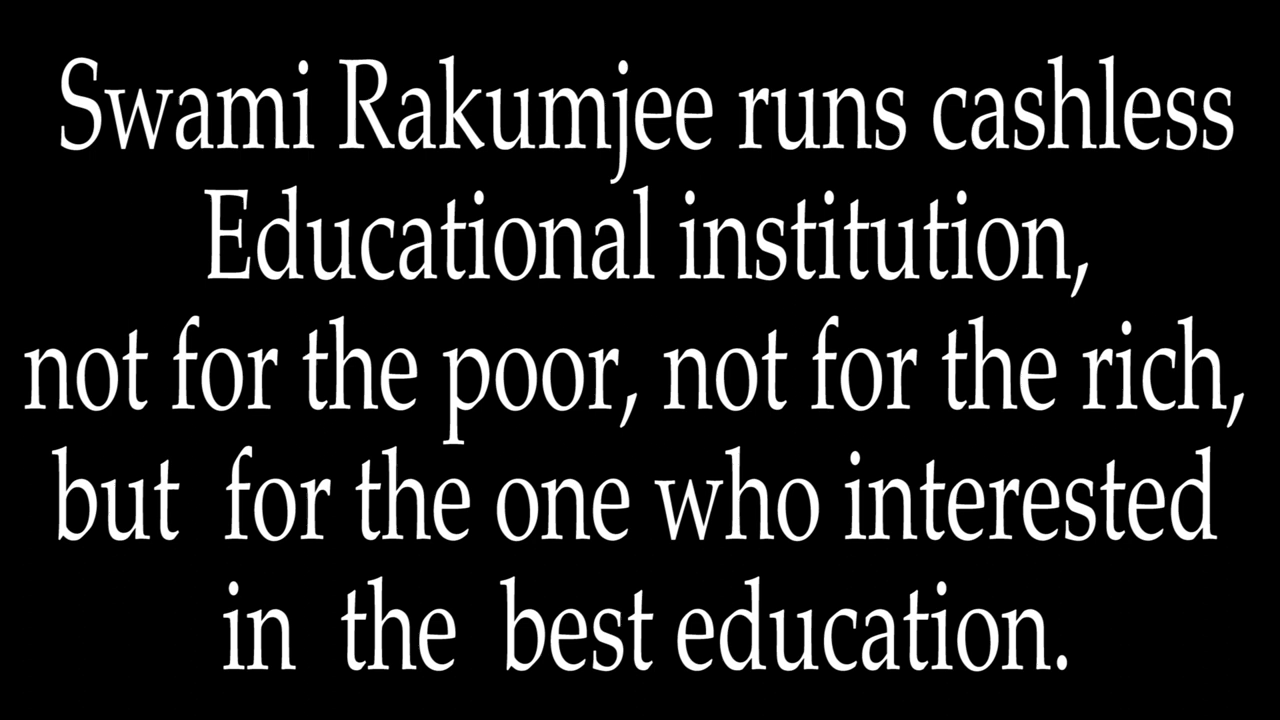 Swami Rakumjee runs cashless
Educational institution,
not for the poor, not for the rich,
but for the one who interested
in the best education.